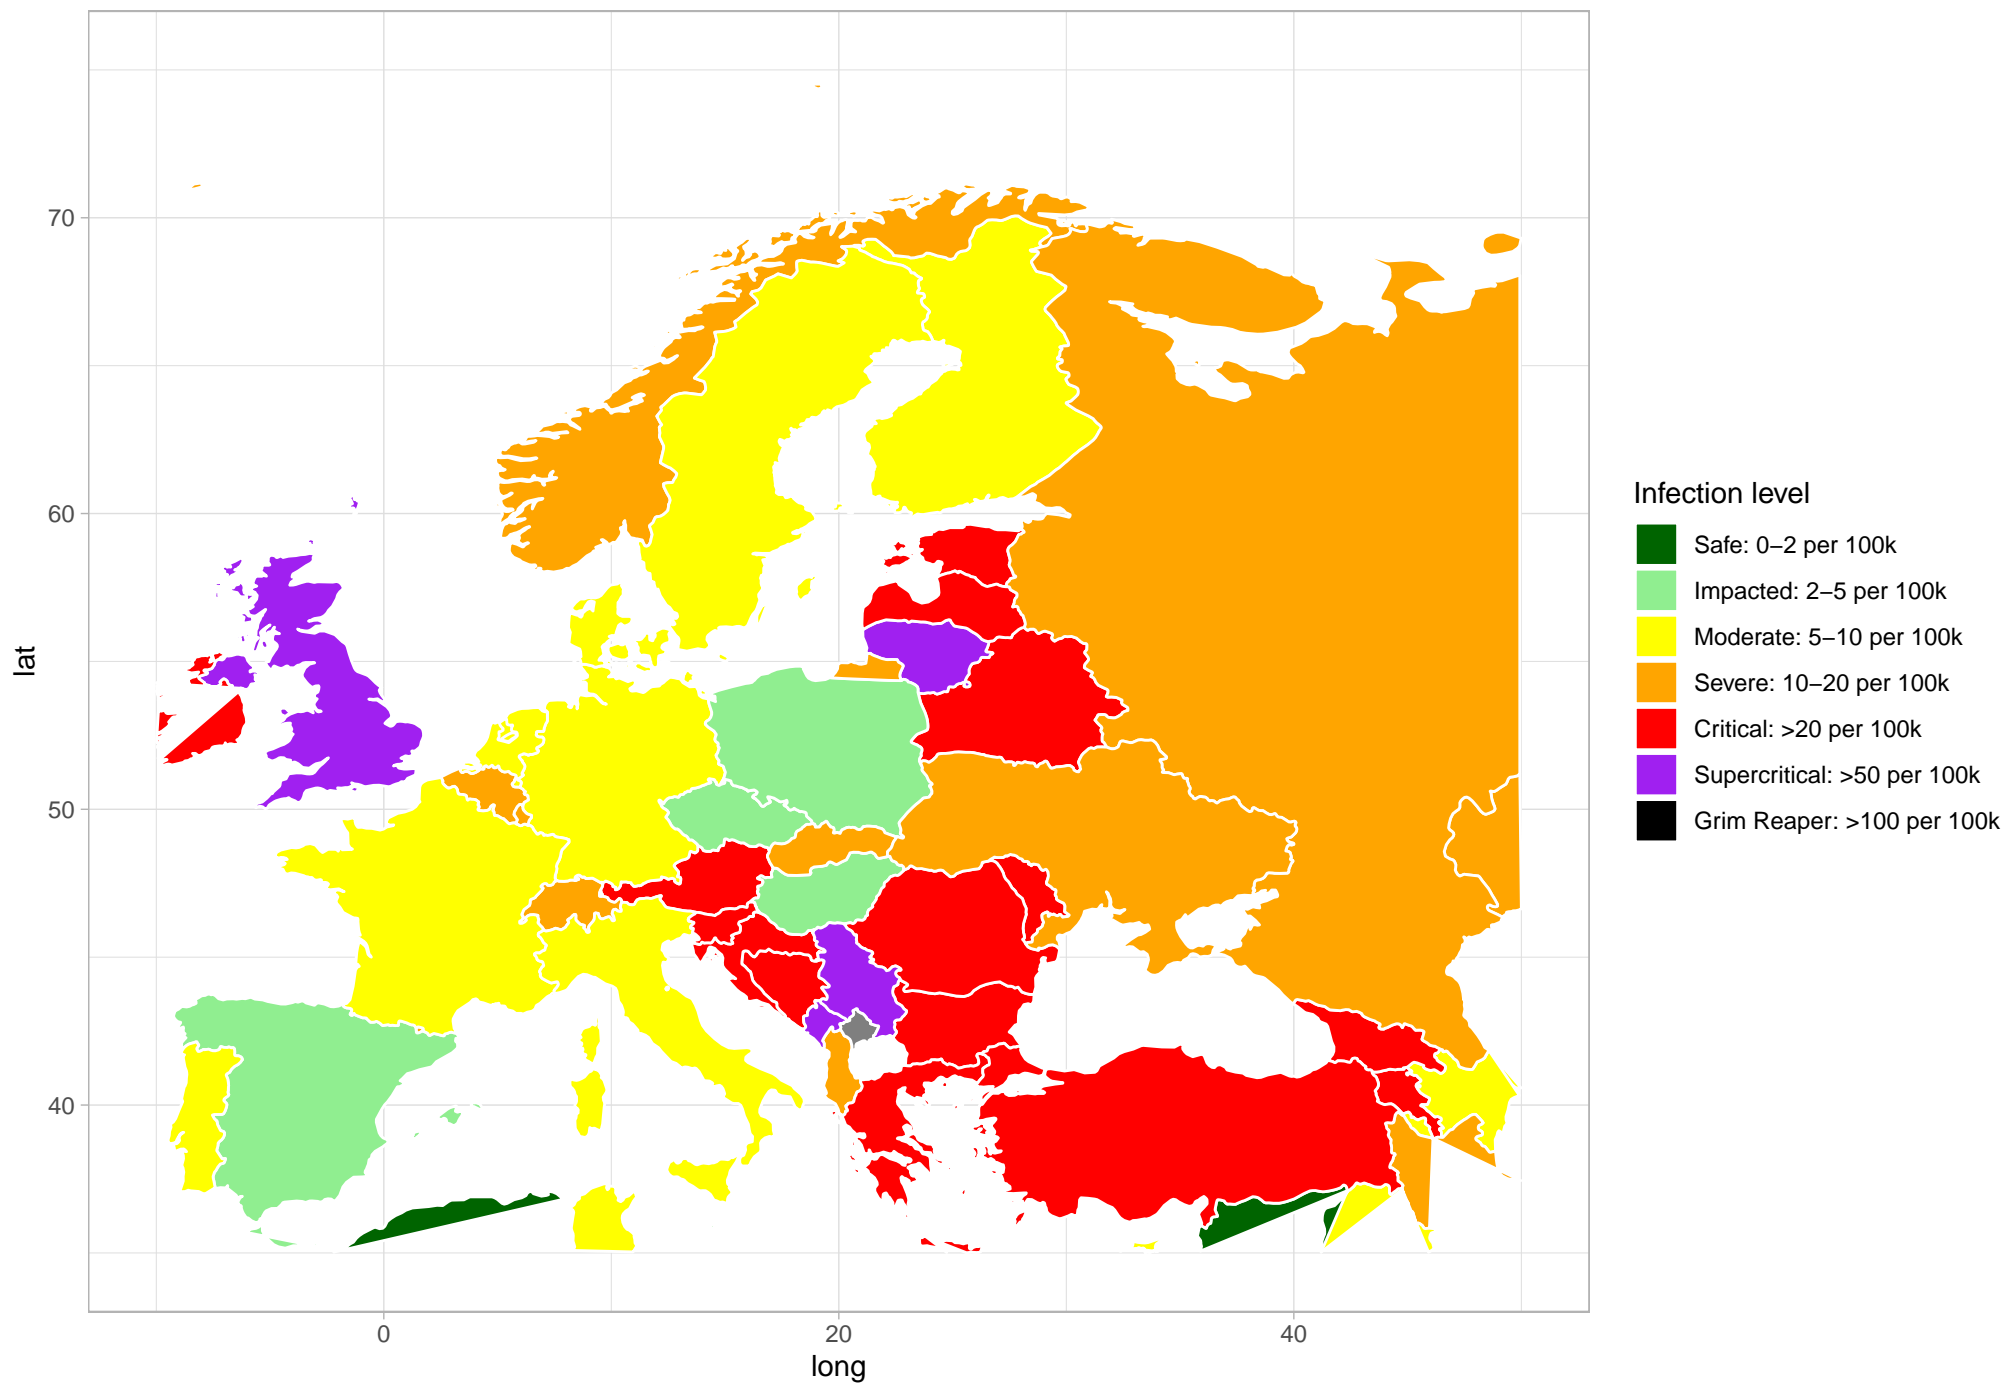 70
60
50
40
lat
0
20
40
long
Infection level
Safe: 0–2 per 100k
Impacted: 2–5 per 100k
Moderate: 5–10 per 100k
Severe: 10–20 per 100k
Critical: >20 per 100k
Supercritical: >50 per 100k
Grim Reaper: >100 per 100k